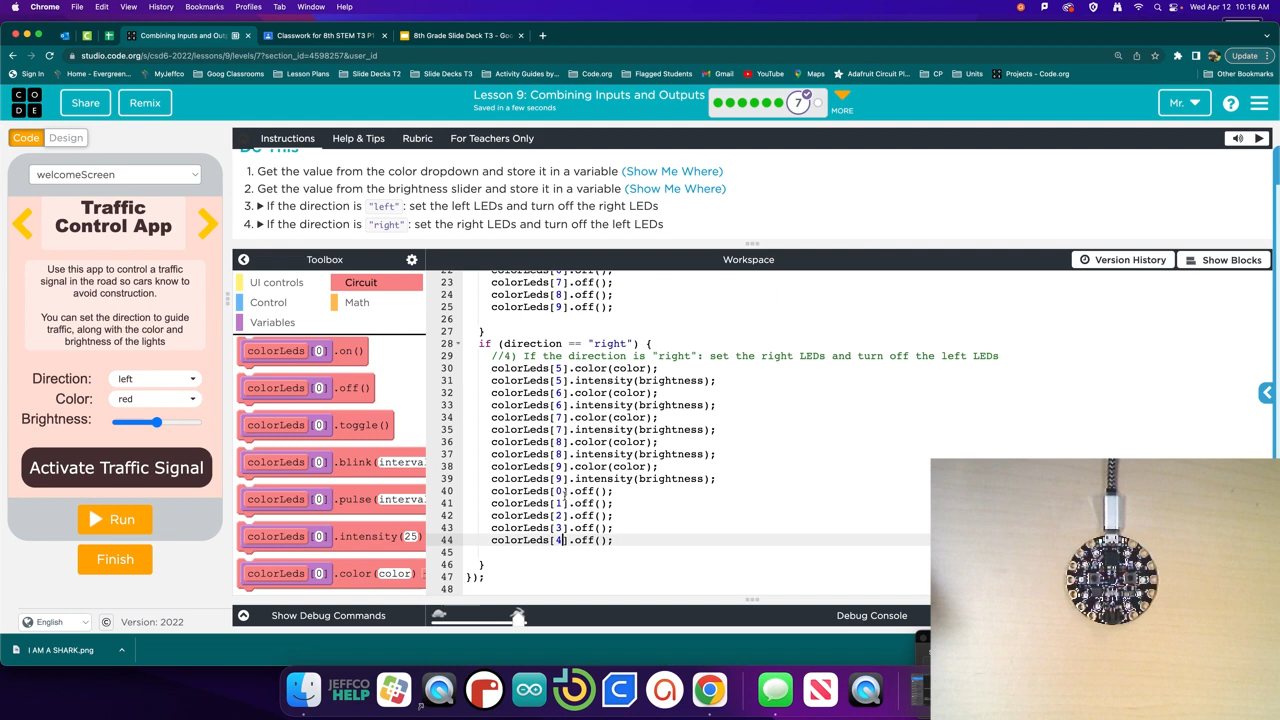 Chrome File Edit View History Bookmarks Profiles Tab Window Help
Wed Apr 12 10:16 AM
Combining Inputs and Outp
Classwork for 8th STEM T3 P1
8th Grade Slide Deck T3 - Goo
studio.code.org/s/csd6-2022/lessons/9/levels/7?section_id=4598257&user_id
Update
Sign In Home - Evergreen... MyJeffco Goog Classrooms Lesson Plans Slide Decks T2 Slide Decks T3 Activity Guides by... Code.org Flagged Students Gmail YouTube Maps Adafruit Circuit Pl... CP Units Projects - Code.org Other Bookmarks
CO
DE
Share
Remix
Lesson 9: Combining Inputs and Outputs
Saved in a few seconds
7
MORE
Mr.
Code
Design
Instructions Help & Tips Rubric For Teachers Only
Do This
1. Get the value from the color dropdown and store it in a variable (Show Me Where)
2. Get the value from the brightness slider and store it in a variable (Show Me Where)
3. If the direction is "left": set the left LEDs and turn off the right LEDs
4. If the direction is "right": set the right LEDs and turn off the left LEDs
welcomeScreen
Traffic
Control App
Use this app to control a traffic
signal in the road so cars know to
avoid construction.
You can set the direction to guide
traffic, along with the color and
brightness of the lights
Direction: left
Color: red
Brightness:
Activate Traffic Signal
Run
Finish
English
© Version: 2022
Toolbox
UI controls
Circuit
Control
Math
Variables
colorLeds [0].on()
colorLeds [0].off()
colorLeds [0].toggle()
colorLeds [0].blink(interva
colorLeds [0].pulse(interva
colorLeds [0].intensity(25)
colorLeds [0].color(color)
Show Debug Commands
Workspace
Version History
Show Blocks
22 colorLeds[6].off();
23 colorLeds[7].off();
24 colorLeds[8].off();
25 colorLeds[9].off();
26
27 }
28 if (direction == "right") {
29 //4) If the direction is "right": set the right LEDs and turn off the left LEDs
30 colorLeds[5].color(color);
31 colorLeds[5].intensity(brightness);
32 colorLeds[6].color(color);
33 colorLeds[6].intensity(brightness);
34 colorLeds[7].color(color);
35 colorLeds[7].intensity(brightness);
36 colorLeds[8].color(color);
37 colorLeds[8].intensity(brightness);
38 colorLeds[9].color(color);
39 colorLeds[9].intensity(brightness);
40 colorLeds[0].off();
41 colorLeds[1].off();
42 colorLeds[2].off();
43 colorLeds[3].off();
44 colorLeds[4].off();
45
46 }
47 });
48
Debug Console
I AM A SHARK.png
JEFFCO
HELP